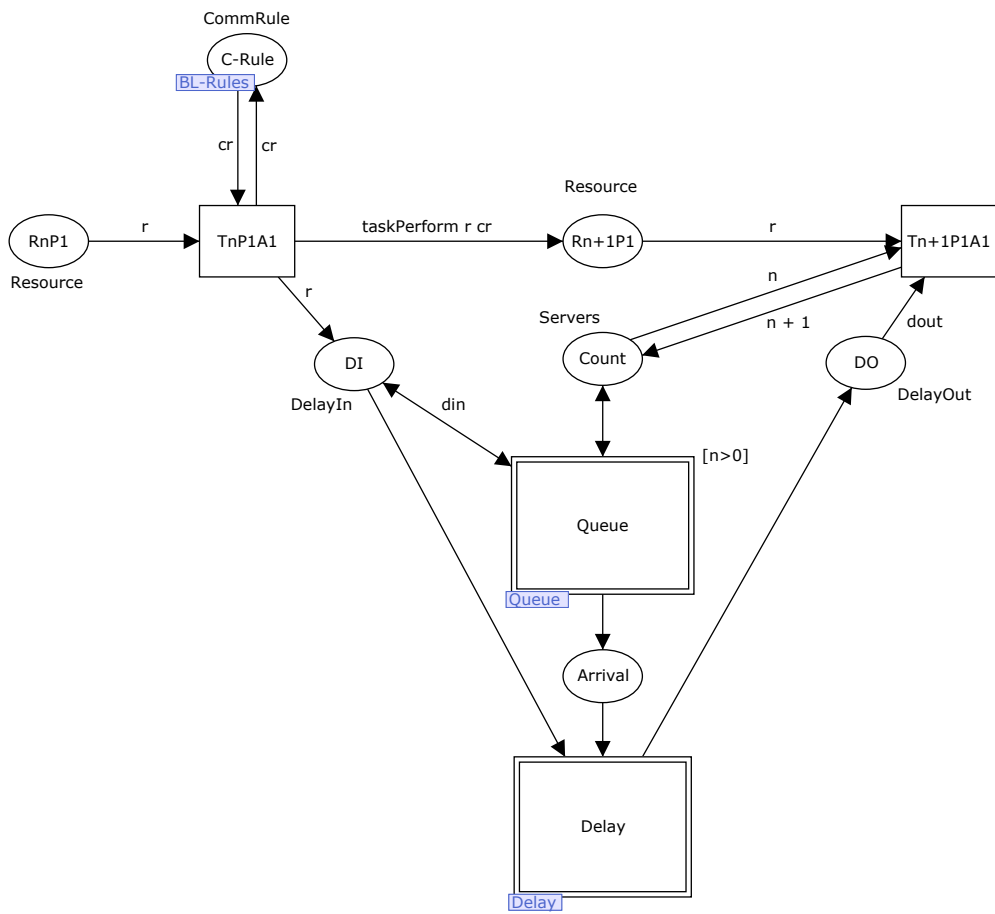 CommRule
C-Rule
BL-Rules
cr
cr
Resource
RnP1
r
TnP1A1
taskPerform r cr
Rn+1P1
r
Tn+1P1A1
Resource
r
n
Servers
n + 1
dout
DI
Count
DO
DelayIn
din
DelayOut
[n>0]
Queue
Queue
Arrival
Delay
Delay